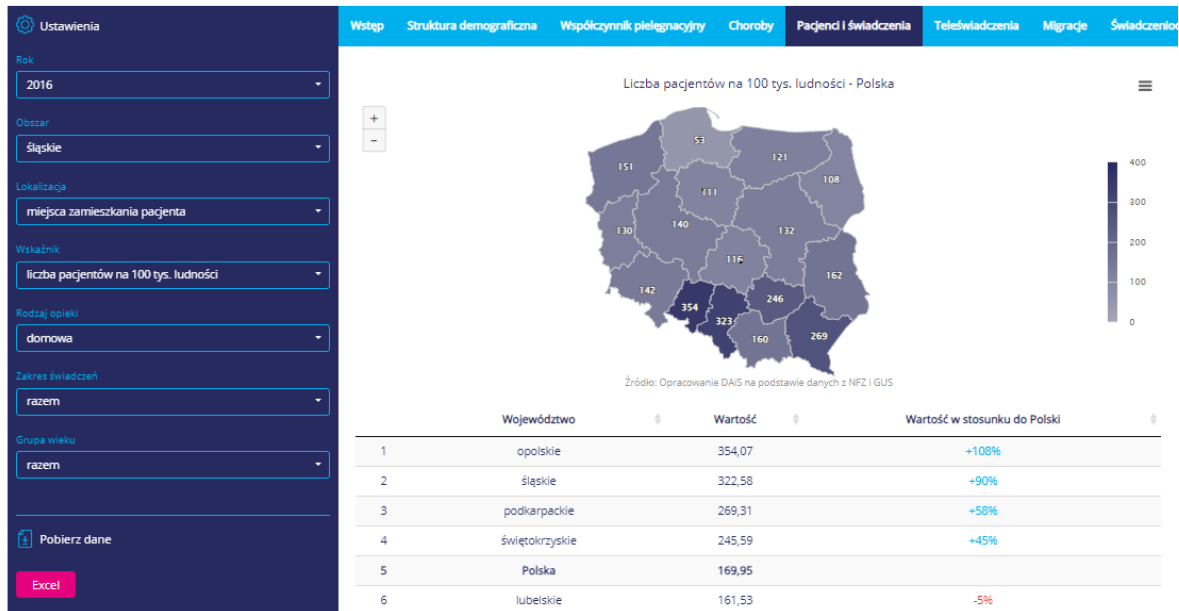 Ustawienia
Rok
2016
Obszar
śląskie
Lokalizacja
miejsca zamieszkania pacjenta
Wskaźnik
liczba pacjentów na 100 tys. ludności
Rodzaj opieki
domowa
Zakres świadczeń
razem
Grupa wieku
razem
Pobierz dane
Excel
Wstęp Struktura demograficzna Współczynnik pielęgnacyjny Choroby Pacjenci i świadczenia Teleświadczenia Migracje Świadczenioc
Liczba pacjentów na 100 tys. ludności - Polska
+
−
53
121
151
108
111
140
130
132
116
162
142
246
354
323
269
160
400
300
200
100
0
Źródło: Opracowanie DAiS na podstawie danych z NFZ i GUS
Województwo Wartość Wartość w stosunku do Polski
1 opolskie 354,07 +108%
2 śląskie 322,58 +90%
3 podkarpackie 269,31 +58%
4 świętokrzyskie 245,59 +45%
5 Polska 169,95
6 lubelskie 161,53 -5%